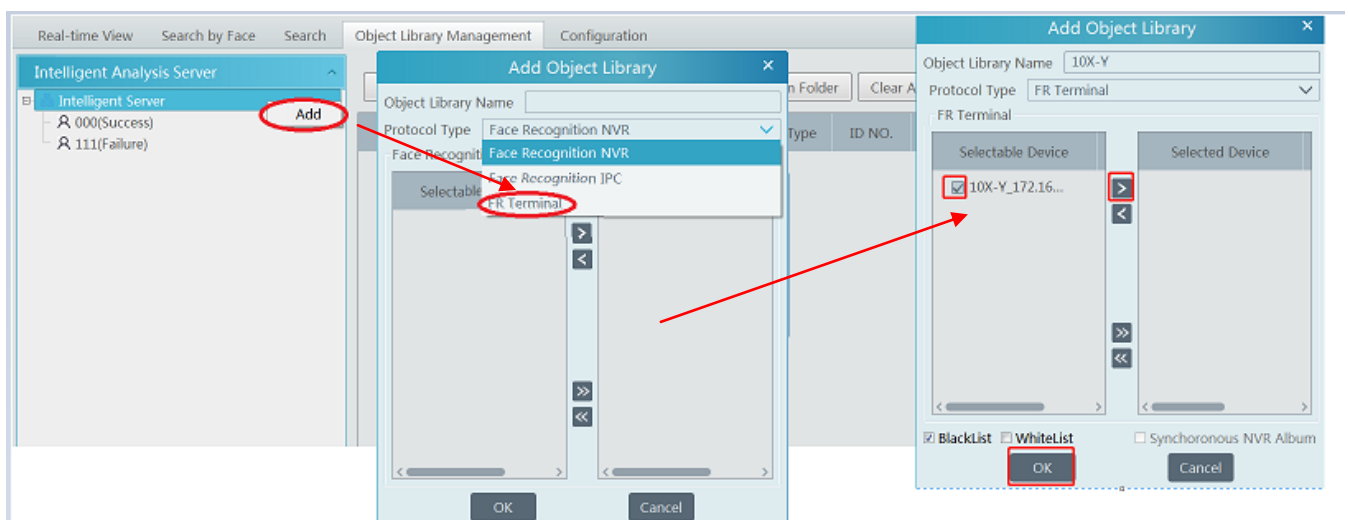 Real-time View Search by Face Search Object Library Management Configuration
Intelligent Analysis Server
Intelligent Server
Add
000(Success)
111(Failure)
n Folder Clear A
Type ID NO.
Add Object Library
Object Library Name
Protocol Type Face Recognition NVR
Face Recognit Face Recognition NVR
Face Recognition IPC
Selectable
FR Terminal
OK Cancel
Add Object Library
Object Library Name 10X-Y
Protocol Type FR Terminal
FR Terminal
Selectable Device Selected Device
10X-Y_172.16...
BlackList WhiteList Synchoronous NVR Album
OK Cancel